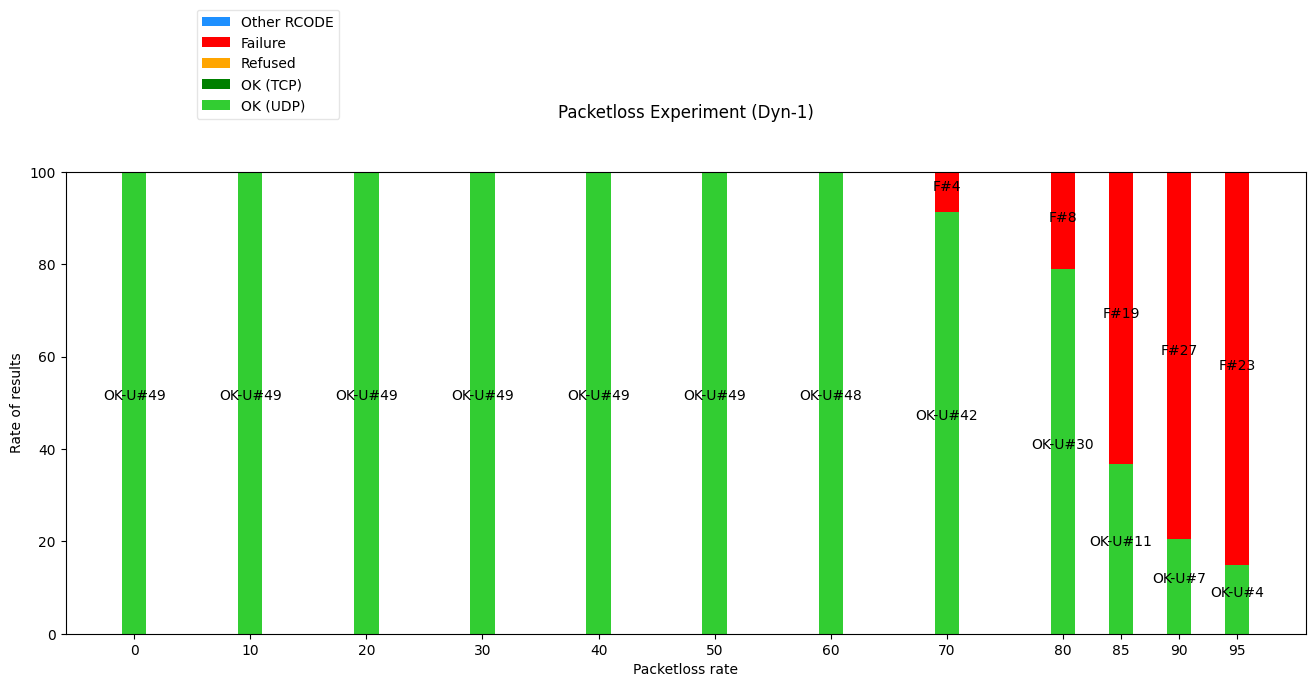 Other RCODE
Failure
Refused
OK (TCP)
OK (UDP)
Packetloss Experiment (Dyn-1)
Rate of results
100
80
60
40
20
0
OK-U#49
OK-U#49
OK-U#49
OK-U#49
OK-U#49
OK-U#49
OK-U#48
F#4
OK-U#42
F#8
OK-U#30
F#19
OK-U#11
F#27
OK-U#7
F#23
OK-U#4
0 10 20 30 40 50 60 70 80 85 90 95
Packetloss rate